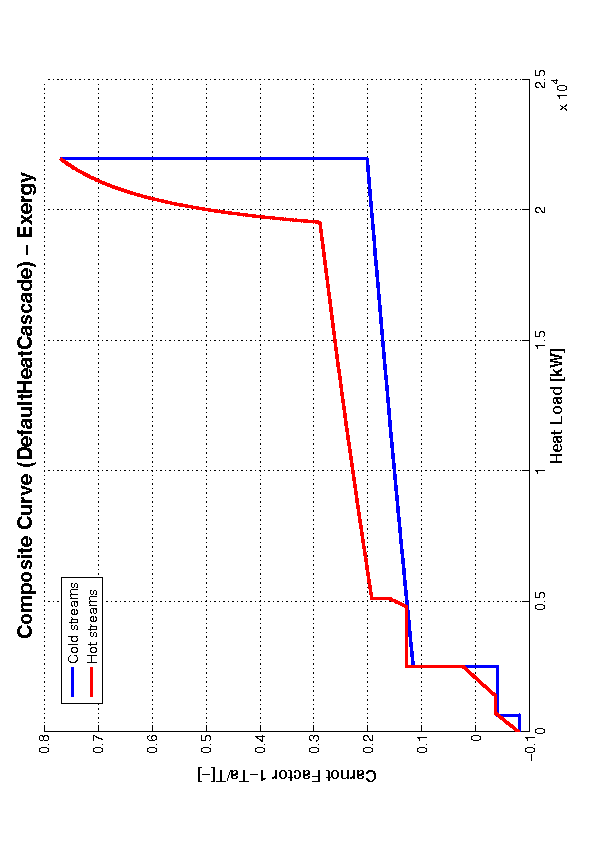 Composite Curve (DefaultHeatCascade) − Exergy
Cold streams
Hot streams
Carnot Factor 1−Ta/T[−]
0.8
0.7
0.6
0.5
0.4
0.3
0.2
0.1
0
−0.1
0
0.5
1
1.5
2
2.5
x 10^4
Heat Load [kW]